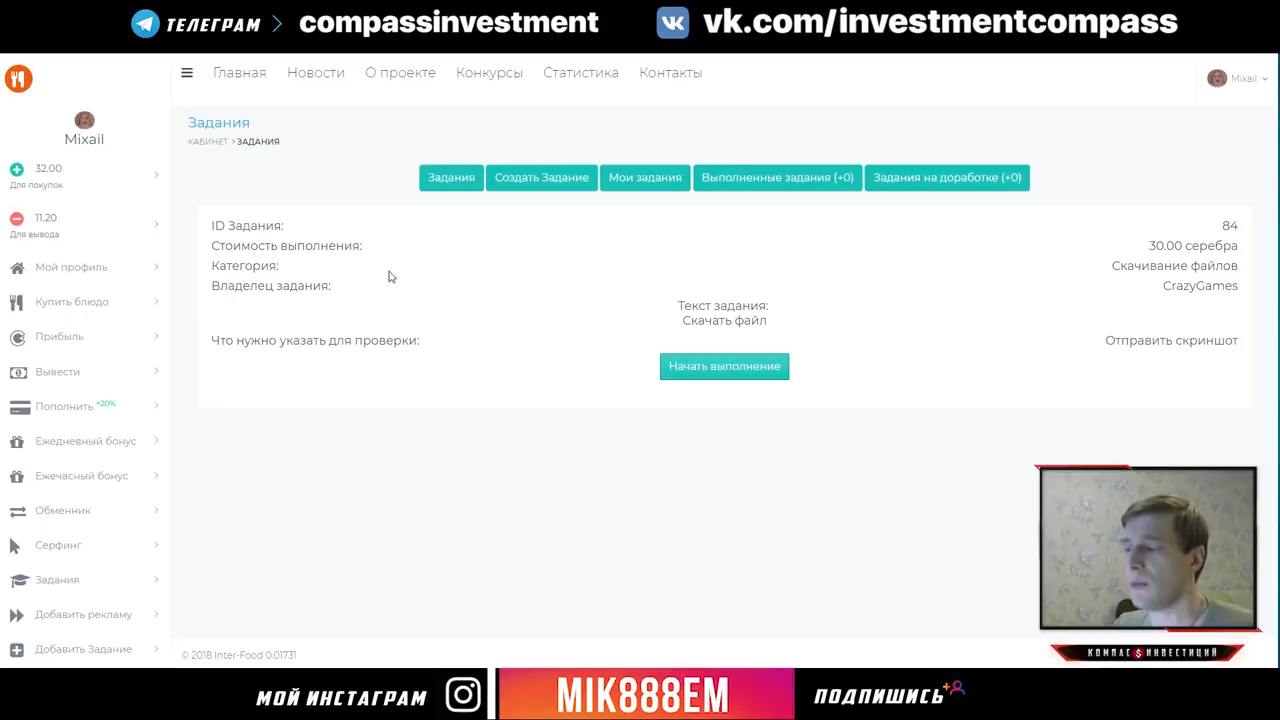 ТЕЛЕГРАМ > compassinvestment
vk.com/investmentcompass
Главная Новости О проекте Конкурсы Статистика Контакты
Mixail
Mixail
32.00
Для покупок
11.20
Для вывода
Мой профиль
Купить блюдо
Прибыль
Вывести
Пополнить +20%
Ежедневный бонус
Ежечасный бонус
Обменник
Серфинг
Задания
Добавить рекламу
Добавить Задание
Задания
КАБИНЕТ > ЗАДАНИЯ
Задания Создать Задание Мои задания Выполненные задания (+0) Задания на доработке (+0)
ID Задания: 84
Стоимость выполнения: 30.00 серебра
Категория: Скачивание файлов
Владелец задания: CrazyGames
Текст задания:
Скачать файл
Что нужно указать для проверки: Отправить скриншот
Начать выполнение
© 2018 Inter-Food 0.01731
КОМПАС $ ИНВЕСТИЦИЙ
МОЙ ИНСТАГРАМ MIK888EM ПОДПИШИСЬ